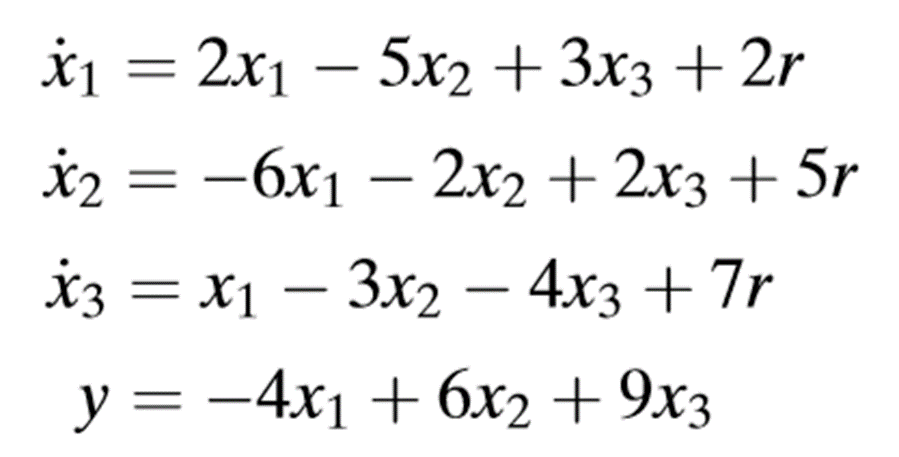 ẋ₁ = 2x₁ − 5x₂ + 3x₃ + 2r
ẋ₂ = −6x₁ − 2x₂ + 2x₃ + 5r
ẋ₃ = x₁ − 3x₂ − 4x₃ + 7r
y = −4x₁ + 6x₂ + 9x₃